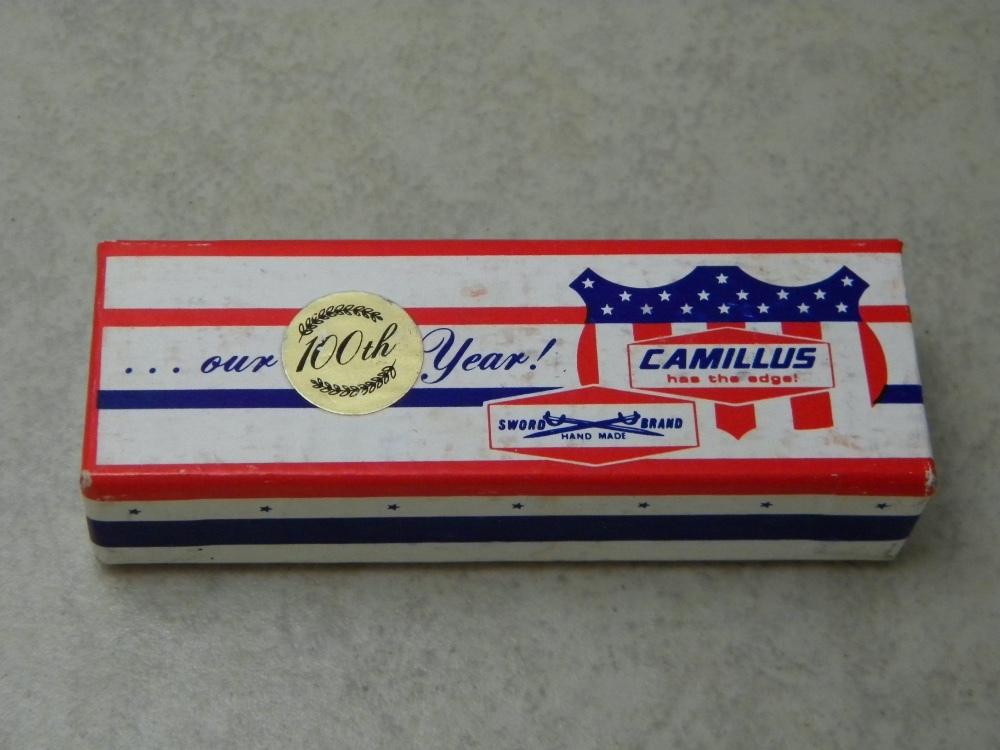 ... our 100th Year!
CAMILLUS
has the edge!
SWORD BRAND
HAND MADE